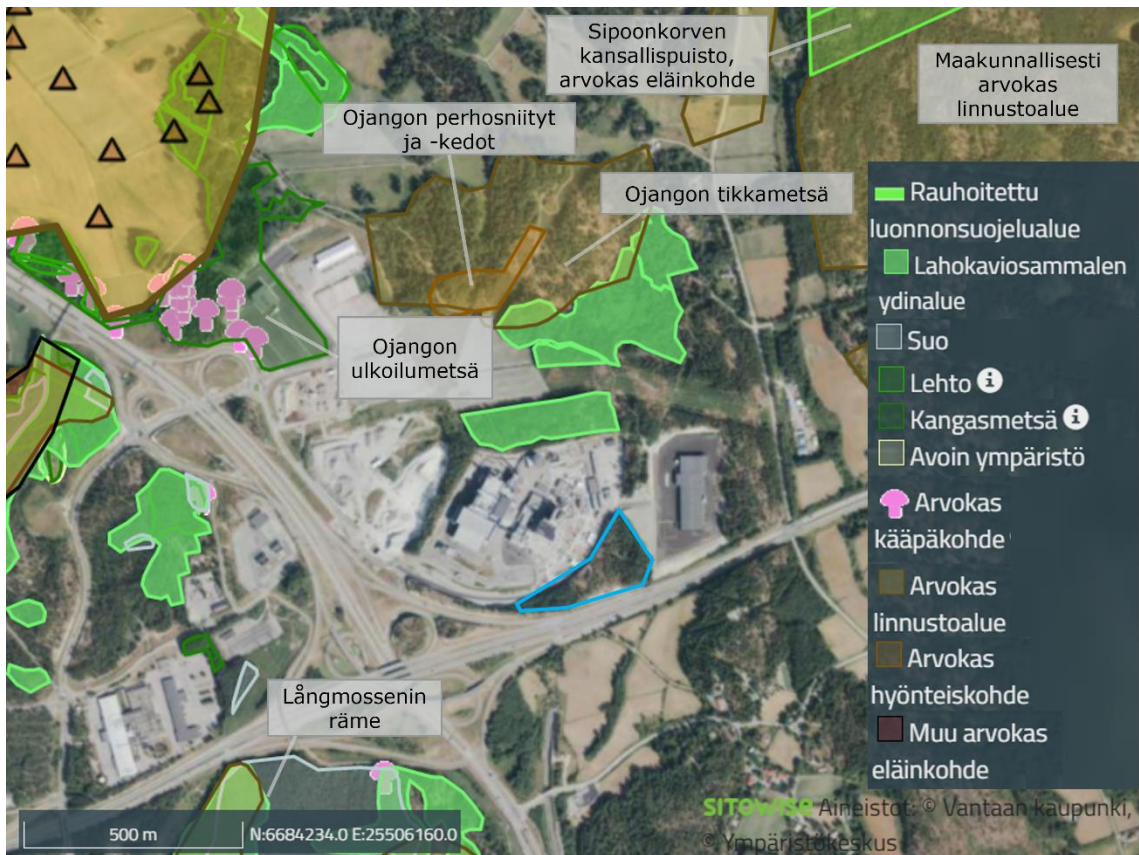 Sipoonkorven
kansallispuisto,
arvokas eläinkohde
Maakunnallisesti
arvokas
linnustoalue
Ojangon perhosniityt
ja -kedot
Ojangon tikkametsä
Ojangon
ulkoilumetsä
Långmossenin
räme
Rauhoitettu
luonnonsuojelualue
Lahokaviosammalen
ydinalue
Suo
Lehto i
Kangasmetsä i
Avoin ympäristö
Arvokas
kääpäkohde
Arvokas
linnustoalue
Arvokas
hyönteiskohde
Muu arvokas
eläinkohde
500 m
N:6684234.0 E:25506160.0
SITOWISE Aineistot: © Vantaan kaupunki,
© Ympäristökeskus